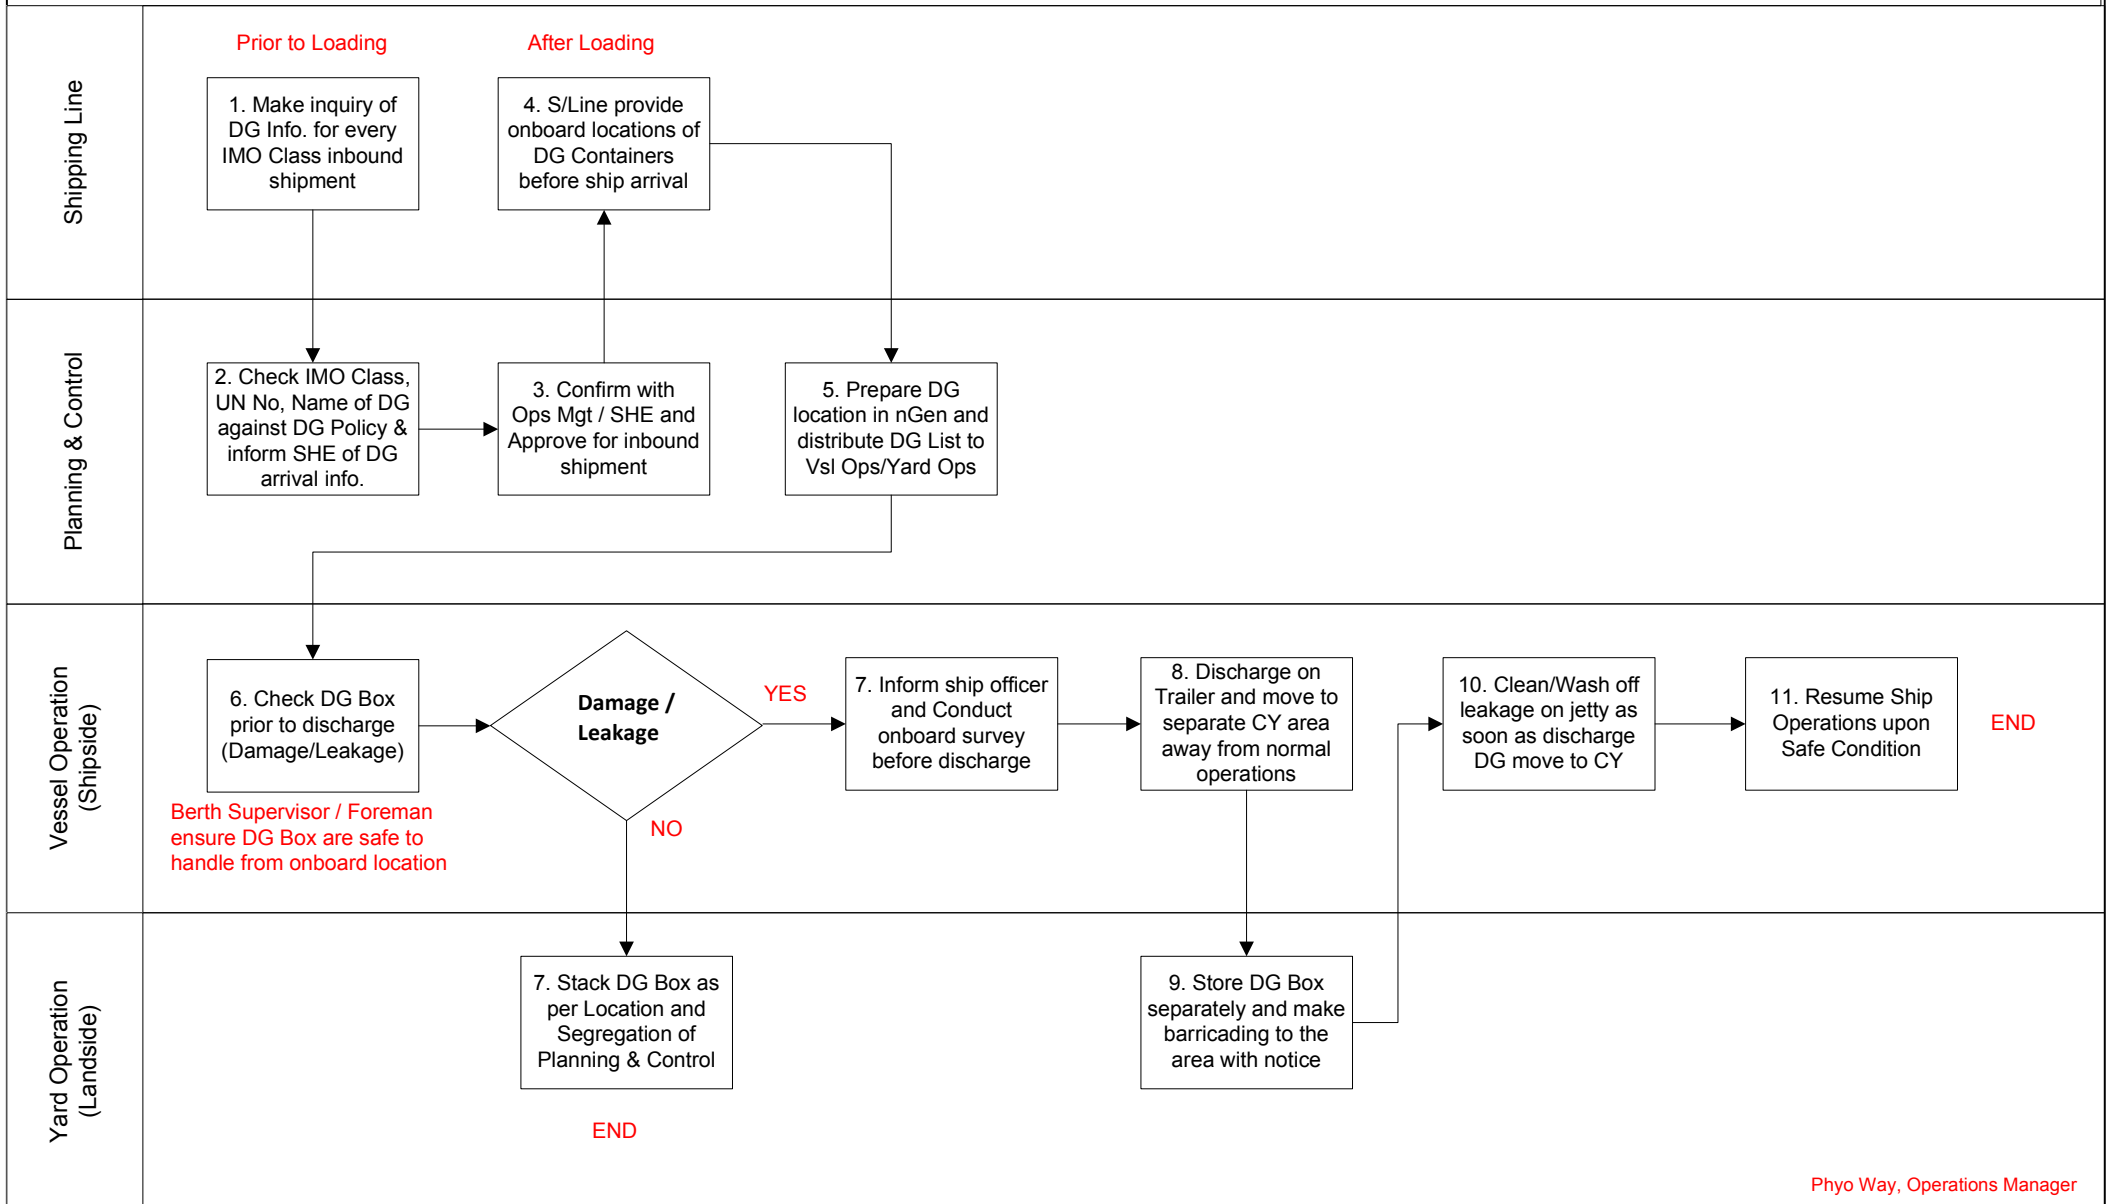 Shipping Line
Prior to Loading
After Loading
1. Make inquiry of
DG Info. for every
IMO Class inbound
shipment
4. S/Line provide
onboard locations of
DG Containers
before ship arrival
Planning & Control
2. Check IMO Class,
UN No, Name of DG
against DG Policy &
inform SHE of DG
arrival info.
3. Confirm with
Ops Mgt / SHE and
Approve for inbound
shipment
5. Prepare DG
location in nGen and
distribute DG List to
Vsl Ops/Yard Ops
Vessel Operation
(Shipside)
6. Check DG Box
prior to discharge
(Damage/Leakage)
Berth Supervisor / Foreman
ensure DG Box are safe to
handle from onboard location
Damage /
Leakage
YES
NO
7. Inform ship officer
and Conduct
onboard survey
before discharge
8. Discharge on
Trailer and move to
separate CY area
away from normal
operations
10. Clean/Wash off
leakage on jetty as
soon as discharge
DG move to CY
11. Resume Ship
Operations upon
Safe Condition
END
Yard Operation
(Landside)
7. Stack DG Box as
per Location and
Segregation of
Planning & Control
END
9. Store DG Box
separately and make
barricading to the
area with notice
Phyo Way, Operations Manager